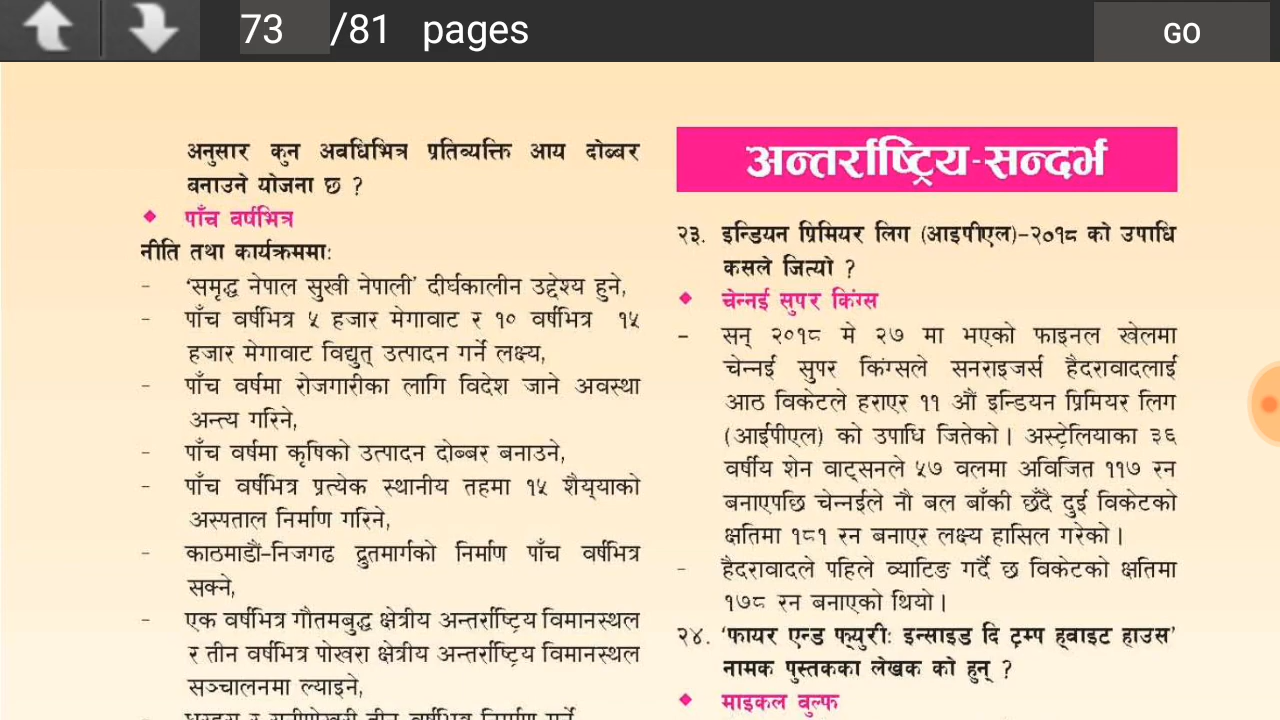 73 /81 pages GO
अनुसार कुन अवधिभित्र प्रतिव्यक्ति आय दोब्बर
बनाउने योजना छ ?
❖ पाँच वर्षभित्र
नीति तथा कार्यक्रममाः
- ‘समृद्ध नेपाल सुखी नेपाली’ दीर्घकालीन उद्देश्य हुने,
- पाँच वर्षभित्र ५ हजार मेगावाट र १० वर्षभित्र १५
हजार मेगावाट विद्युत् उत्पादन गर्ने लक्ष्य,
- पाँच वर्षमा रोजगारीका लागि विदेश जाने अवस्था
अन्त्य गरिने,
- पाँच वर्षमा कृषिको उत्पादन दोब्बर बनाउने,
- पाँच वर्षभित्र प्रत्येक स्थानीय तहमा १५ शैय्याको
अस्पताल निर्माण गरिने,
- काठमाडौं-निजगढ द्रुतमार्गको निर्माण पाँच वर्षभित्र
सक्ने,
- एक वर्षभित्र गौतमबुद्ध क्षेत्रीय अन्तर्राष्ट्रिय विमानस्थल
र तीन वर्षभित्र पोखरा क्षेत्रीय अन्तर्राष्ट्रिय विमानस्थल
सञ्चालनमा ल्याइने,
अन्तर्राष्ट्रिय-सन्दर्भ
२३. इन्डियन प्रिमियर लिग (आइपीएल)-२०१८ को उपाधि
कसले जित्यो ?
❖ चेन्नई सुपर किंग्स
- सन् २०१८ मे २७ मा भएको फाइनल खेलमा
चेन्नई सुपर किंग्सले सनराइजर्स हैदरावादलाई
आठ विकेटले हराएर ११ औं इन्डियन प्रिमियर लिग
(आईपीएल) को उपाधि जितेको । अस्ट्रेलियाका ३६
वर्षीय शेन वाट्सनले ५७ वलमा अविजित ११७ रन
बनाएपछि चेन्नईले नौ बल बाँकी छँदै दुई विकेटको
क्षतिमा १८१ रन बनाएर लक्ष्य हासिल गरेको ।
- हैदरावादले पहिले व्याटिङ गर्दै छ विकेटको क्षतिमा
१७८ रन बनाएको थियो ।
२४. ‘फायर एन्ड फ्युरीः इन्साइड दि ट्रम्प ह्वाइट हाउस’
नामक पुस्तकका लेखक को हुन् ?
❖ माइकल वुल्फ